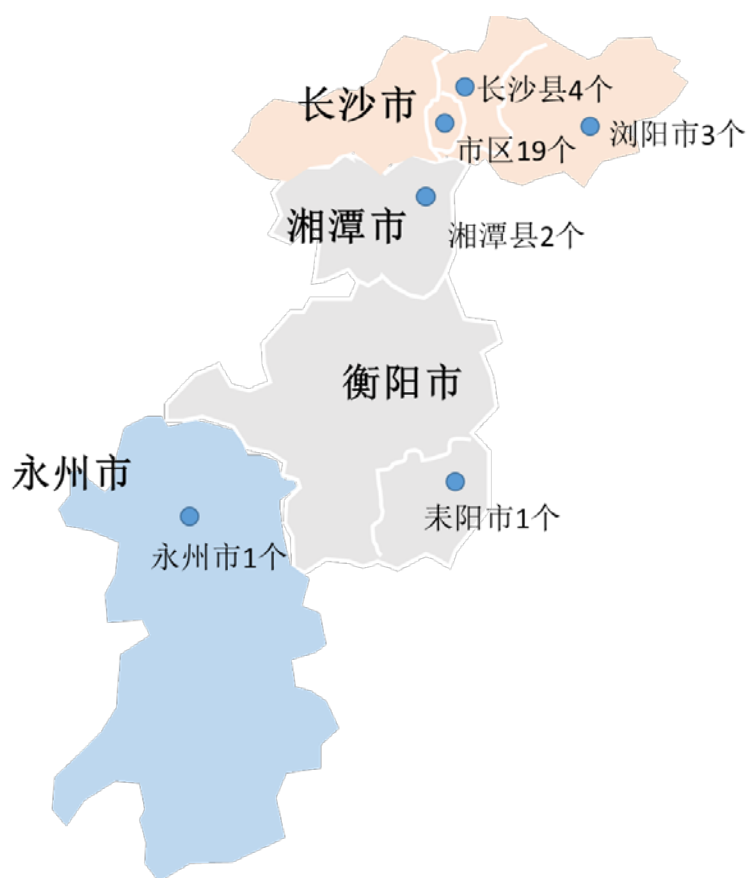 长沙县4个
长沙市
浏阳市3个
市区19个
湘潭市
湘潭县2个
衡阳市
永州市
耒阳市1个
永州市1个